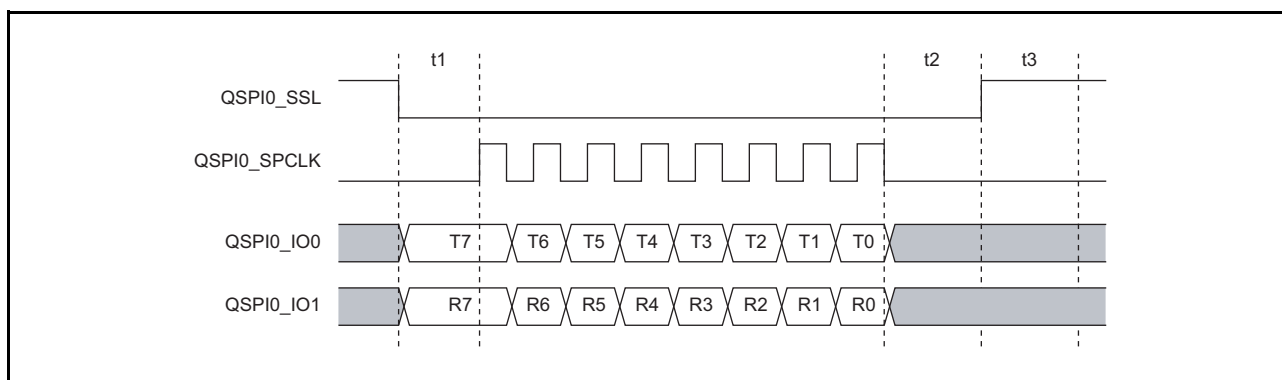 t1 t2 t3
QSPI0_SSL
QSPI0_SPCLK
QSPI0_IO0 T7 T6 T5 T4 T3 T2 T1 T0
QSPI0_IO1 R7 R6 R5 R4 R3 R2 R1 R0